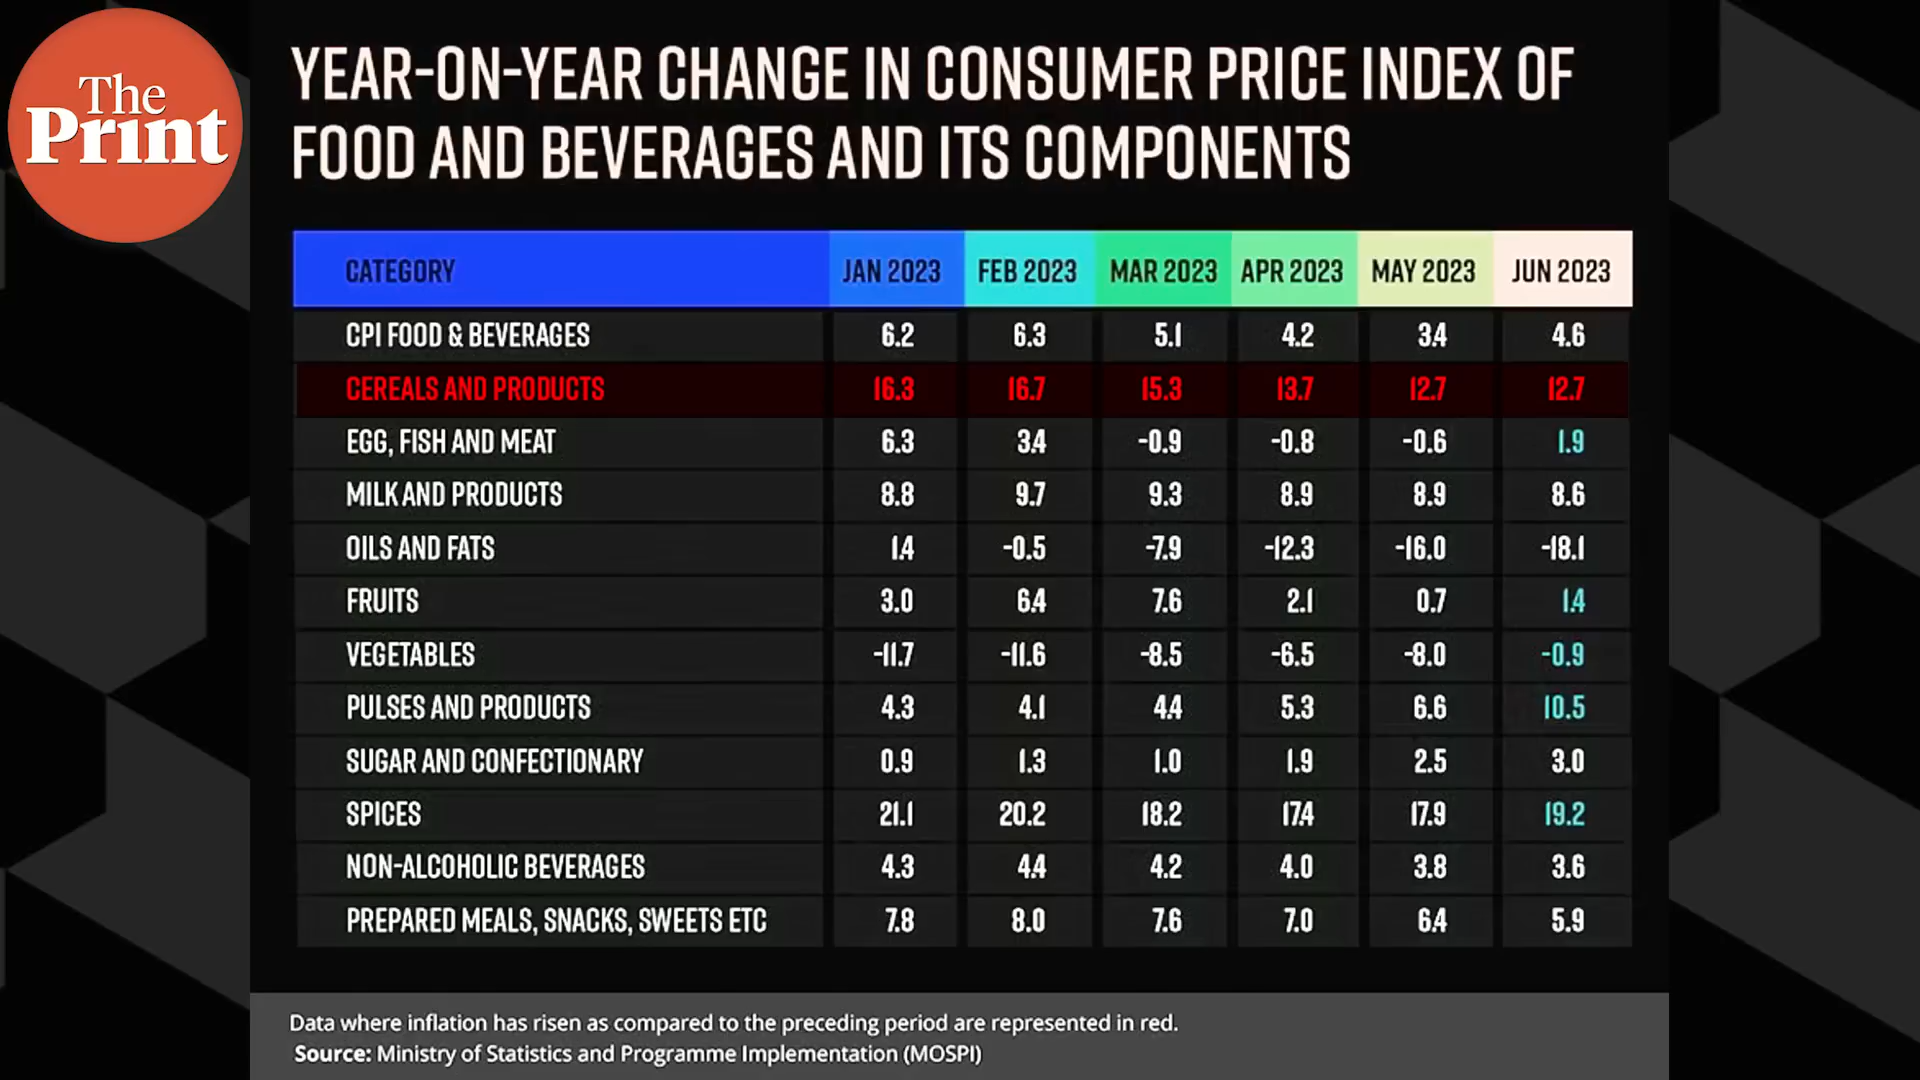 The
Print
YEAR-ON-YEAR CHANGE IN CONSUMER PRICE INDEX OF
FOOD AND BEVERAGES AND ITS COMPONENTS
CATEGORY JAN 2023 FEB 2023 MAR 2023 APR 2023 MAY 2023 JUN 2023
CPI FOOD & BEVERAGES 6.2 6.3 5.1 4.2 3.4 4.6
CEREALS AND PRODUCTS 16.3 16.7 15.3 13.7 12.7 12.7
EGG, FISH AND MEAT 6.3 3.4 -0.9 -0.8 -0.6 1.9
MILK AND PRODUCTS 8.8 9.7 9.3 8.9 8.9 8.6
OILS AND FATS 1.4 -0.5 -7.9 -12.3 -16.0 -18.1
FRUITS 3.0 6.4 7.6 2.1 0.7 1.4
VEGETABLES -11.7 -11.6 -8.5 -6.5 -8.0 -0.9
PULSES AND PRODUCTS 4.3 4.1 4.4 5.3 6.6 10.5
SUGAR AND CONFECTIONARY 0.9 1.3 1.0 1.9 2.5 3.0
SPICES 21.1 20.2 18.2 17.4 17.9 19.2
NON-ALCOHOLIC BEVERAGES 4.3 4.4 4.2 4.0 3.8 3.6
PREPARED MEALS, SNACKS, SWEETS ETC 7.8 8.0 7.6 7.0 6.4 5.9
Data where inflation has risen as compared to the preceding period are represented in red.
Source: Ministry of Statistics and Programme Implementation (MOSPI)